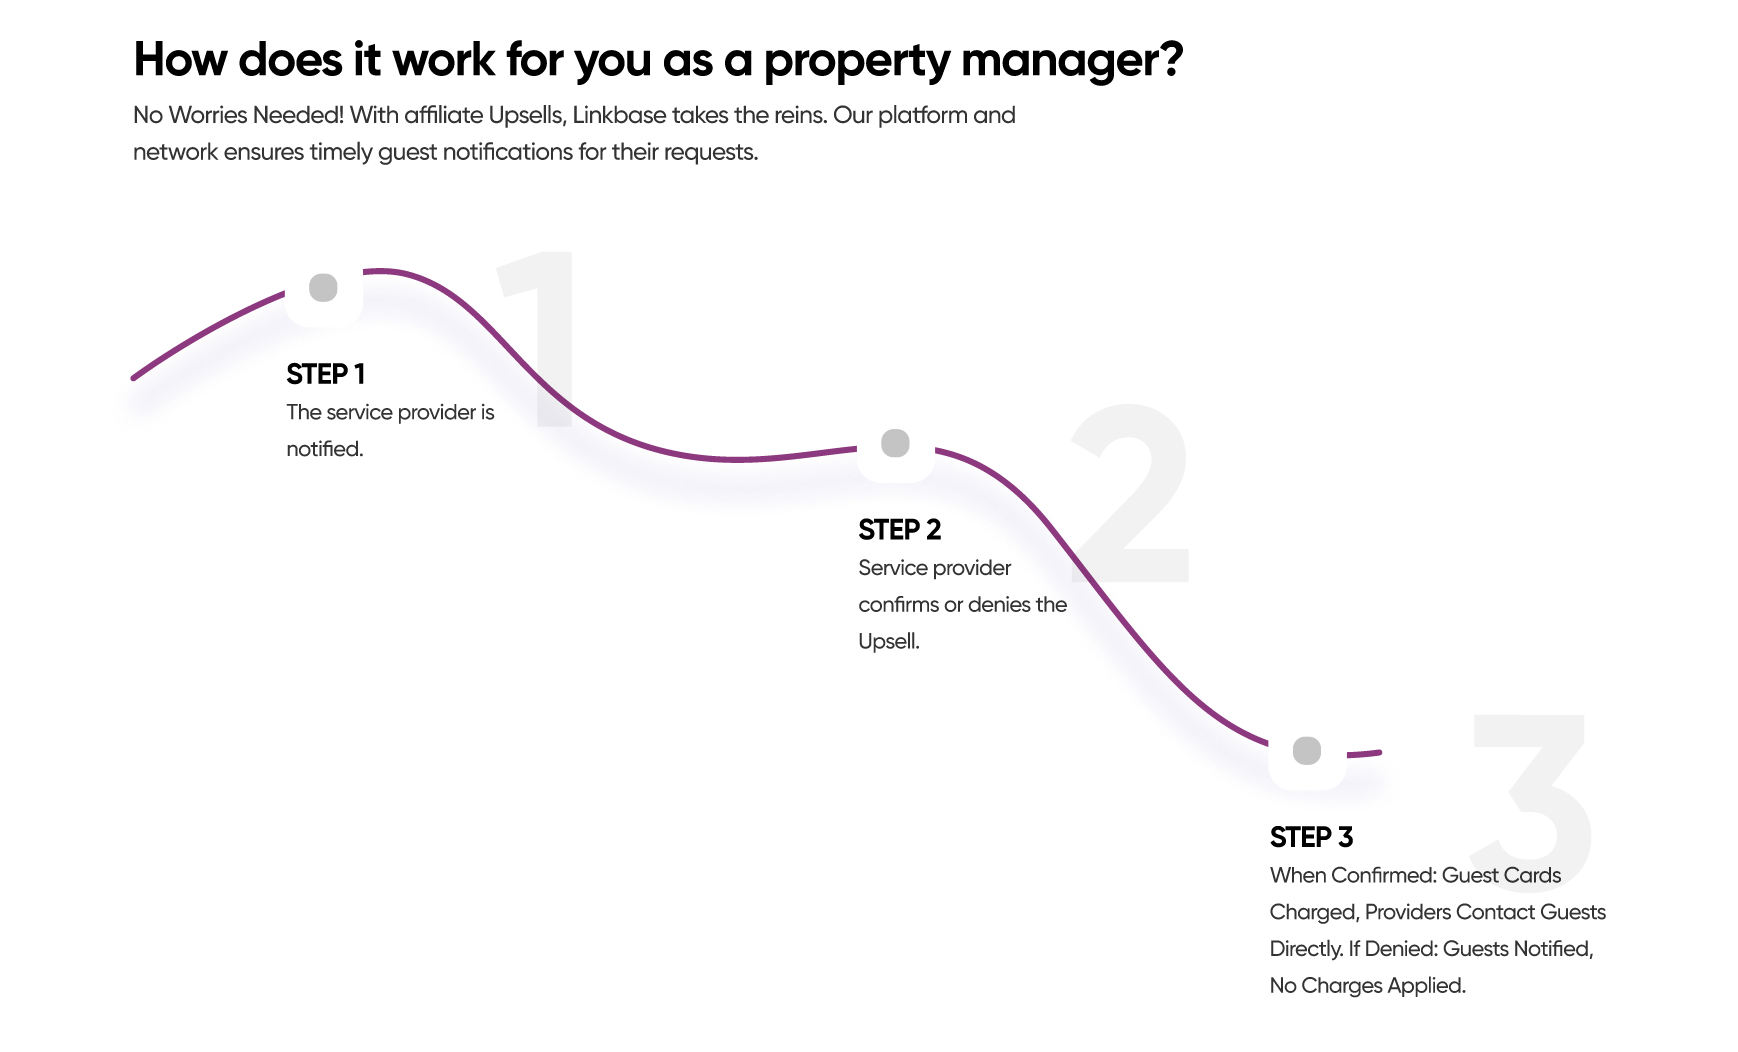 How does it work for you as a property manager?
No Worries Needed! With affiliate Upsells, Linkbase takes the reins. Our platform and
network ensures timely guest notifications for their requests.
1
STEP 1
The service provider is
notified.
2
STEP 2
Service provider
confirms or denies the
Upsell.
3
STEP 3
When Confirmed: Guest Cards
Charged, Providers Contact Guests
Directly. If Denied: Guests Notified,
No Charges Applied.